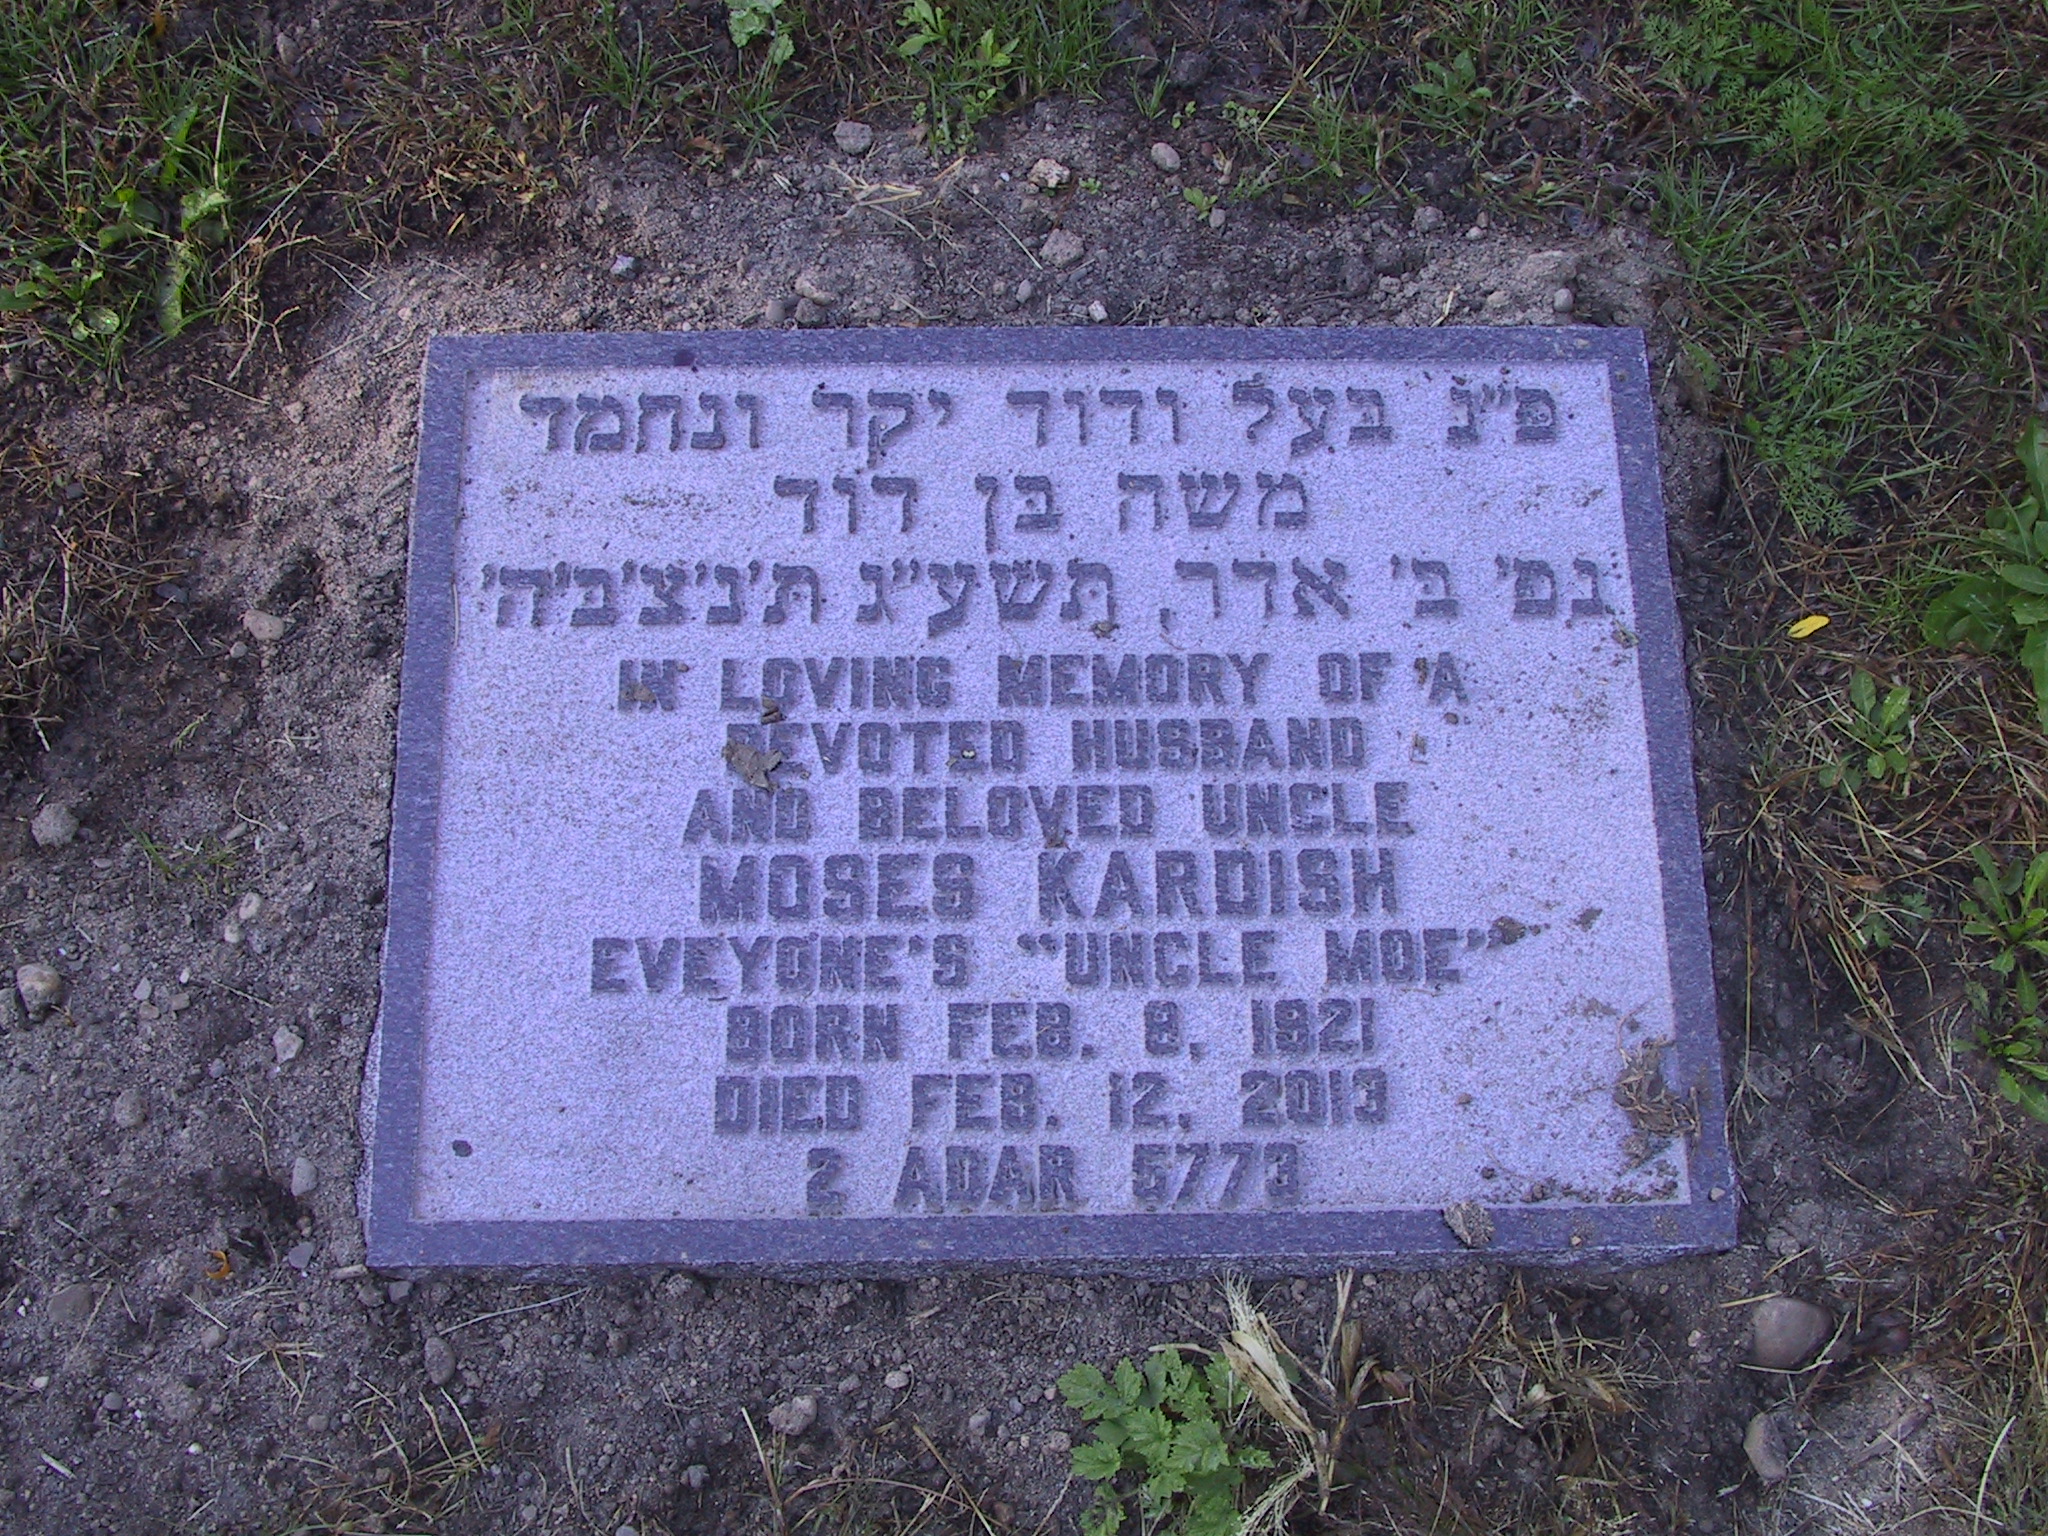 פ"נ בעל ודוד יקר ונחמד
משה בן דוד
נפ' ב' אדר, תשע"ג ת'נ'צ'ב'ה'
IN LOVING MEMORY OF A
DEVOTED HUSBAND
AND BELOVED UNCLE
MOSES KARDISH
EVEYONE'S "UNCLE MOE"
BORN FEB. 8, 1921
DIED FEB. 12, 2013
2 ADAR 5773